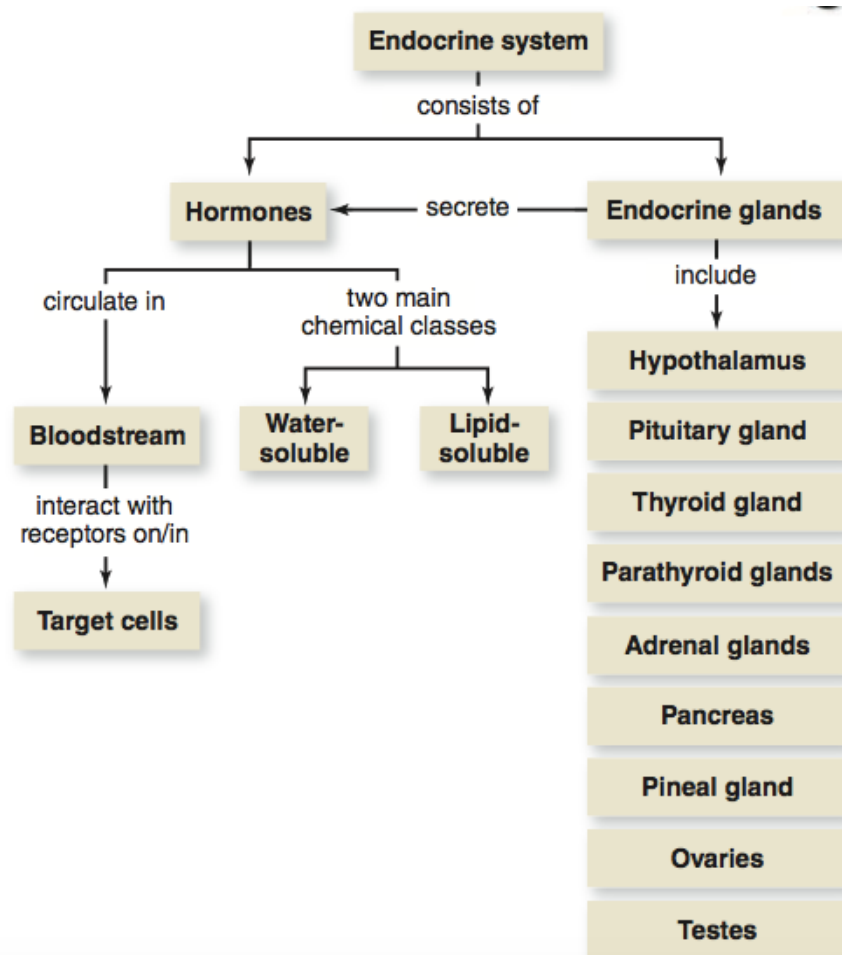 Endocrine system
consists of
Hormones
secrete
Endocrine glands
circulate in
two main
chemical classes
include
Bloodstream
Water-
soluble
Lipid-
soluble
interact with
receptors on/in
Target cells
Hypothalamus
Pituitary gland
Thyroid gland
Parathyroid glands
Adrenal glands
Pancreas
Pineal gland
Ovaries
Testes